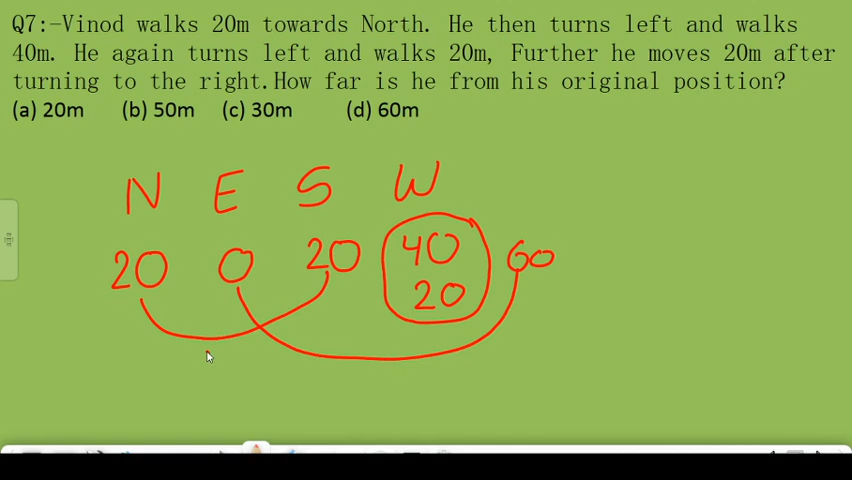 Q7:-Vinod walks 20m towards North. He then turns left and walks
40m. He again turns left and walks 20m, Further he moves 20m after
turning to the right.How far is he from his original position?
(a) 20m (b) 50m (c) 30m (d) 60m
N E S W
20 0 20 40 60
20